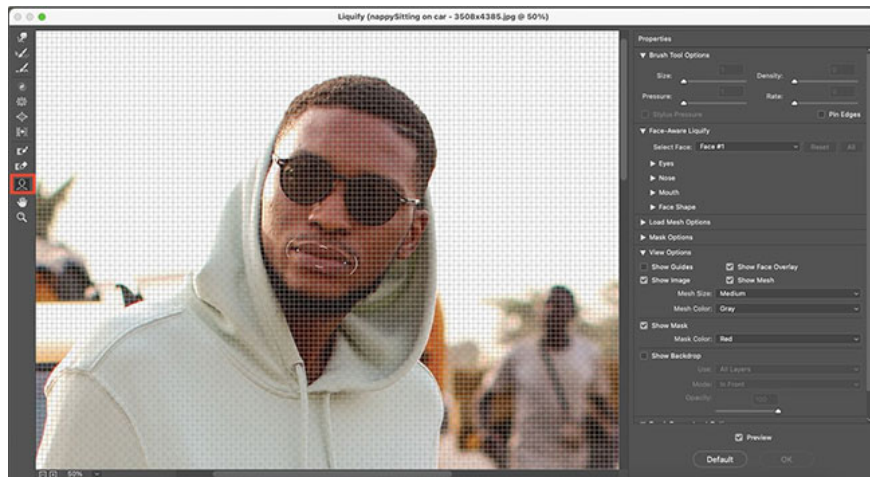 Liquify (nappySitting on car - 3508x4385.jpg @ 50%)
Properties
Brush Tool Options
Size:
Density:
Pressure:
Rate:
Stylus Pressure
Pin Edges
Face-Aware Liquify
Select Face: Face #1
Reset
All
Eyes
Nose
Mouth
Face Shape
Load Mesh Options
Mask Options
View Options
Show Guides
Show Face Overlay
Show Image
Show Mesh
Mesh Size: Medium
Mesh Color: Gray
Show Mask
Mask Color: Red
Show Backdrop
Use: All Layers
Mode: In Front
Opacity: 100
Preview
Default
OK
50%